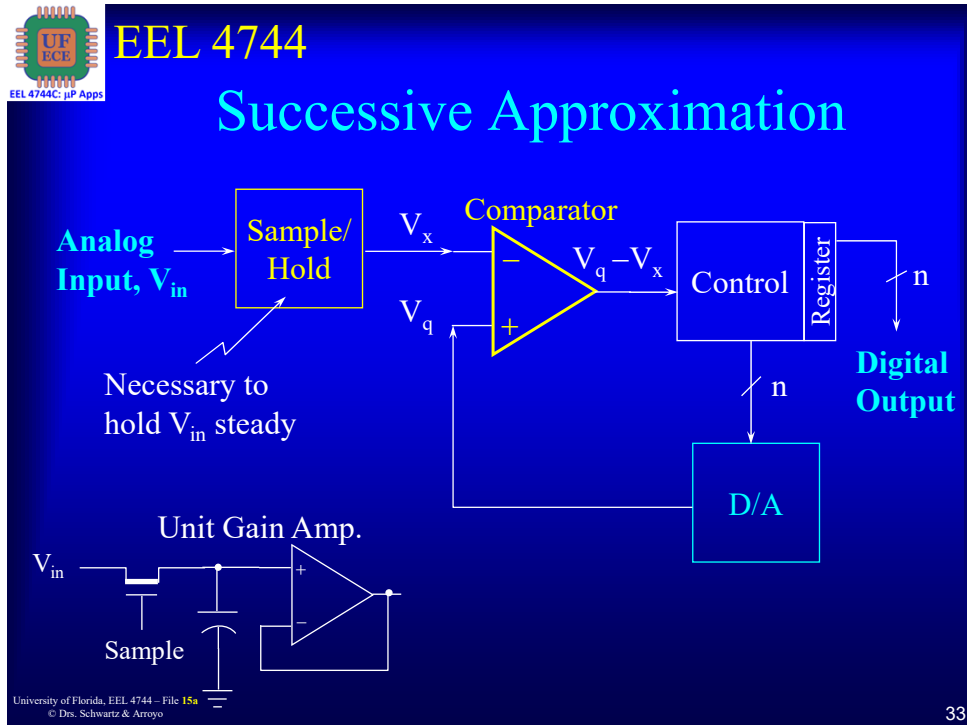 UF
ECE
EEL 4744C: µP Apps
EEL 4744
Successive Approximation
Analog
Input, Vin
Sample/
Hold
Vx
Comparator
−
+
Vq
Vq −Vx
Control
Register
n
Digital
Output
Necessary to
hold Vin steady
n
D/A
Unit Gain Amp.
Vin
+
−
Sample
University of Florida, EEL 4744 – File 15a
© Drs. Schwartz & Arroyo
33